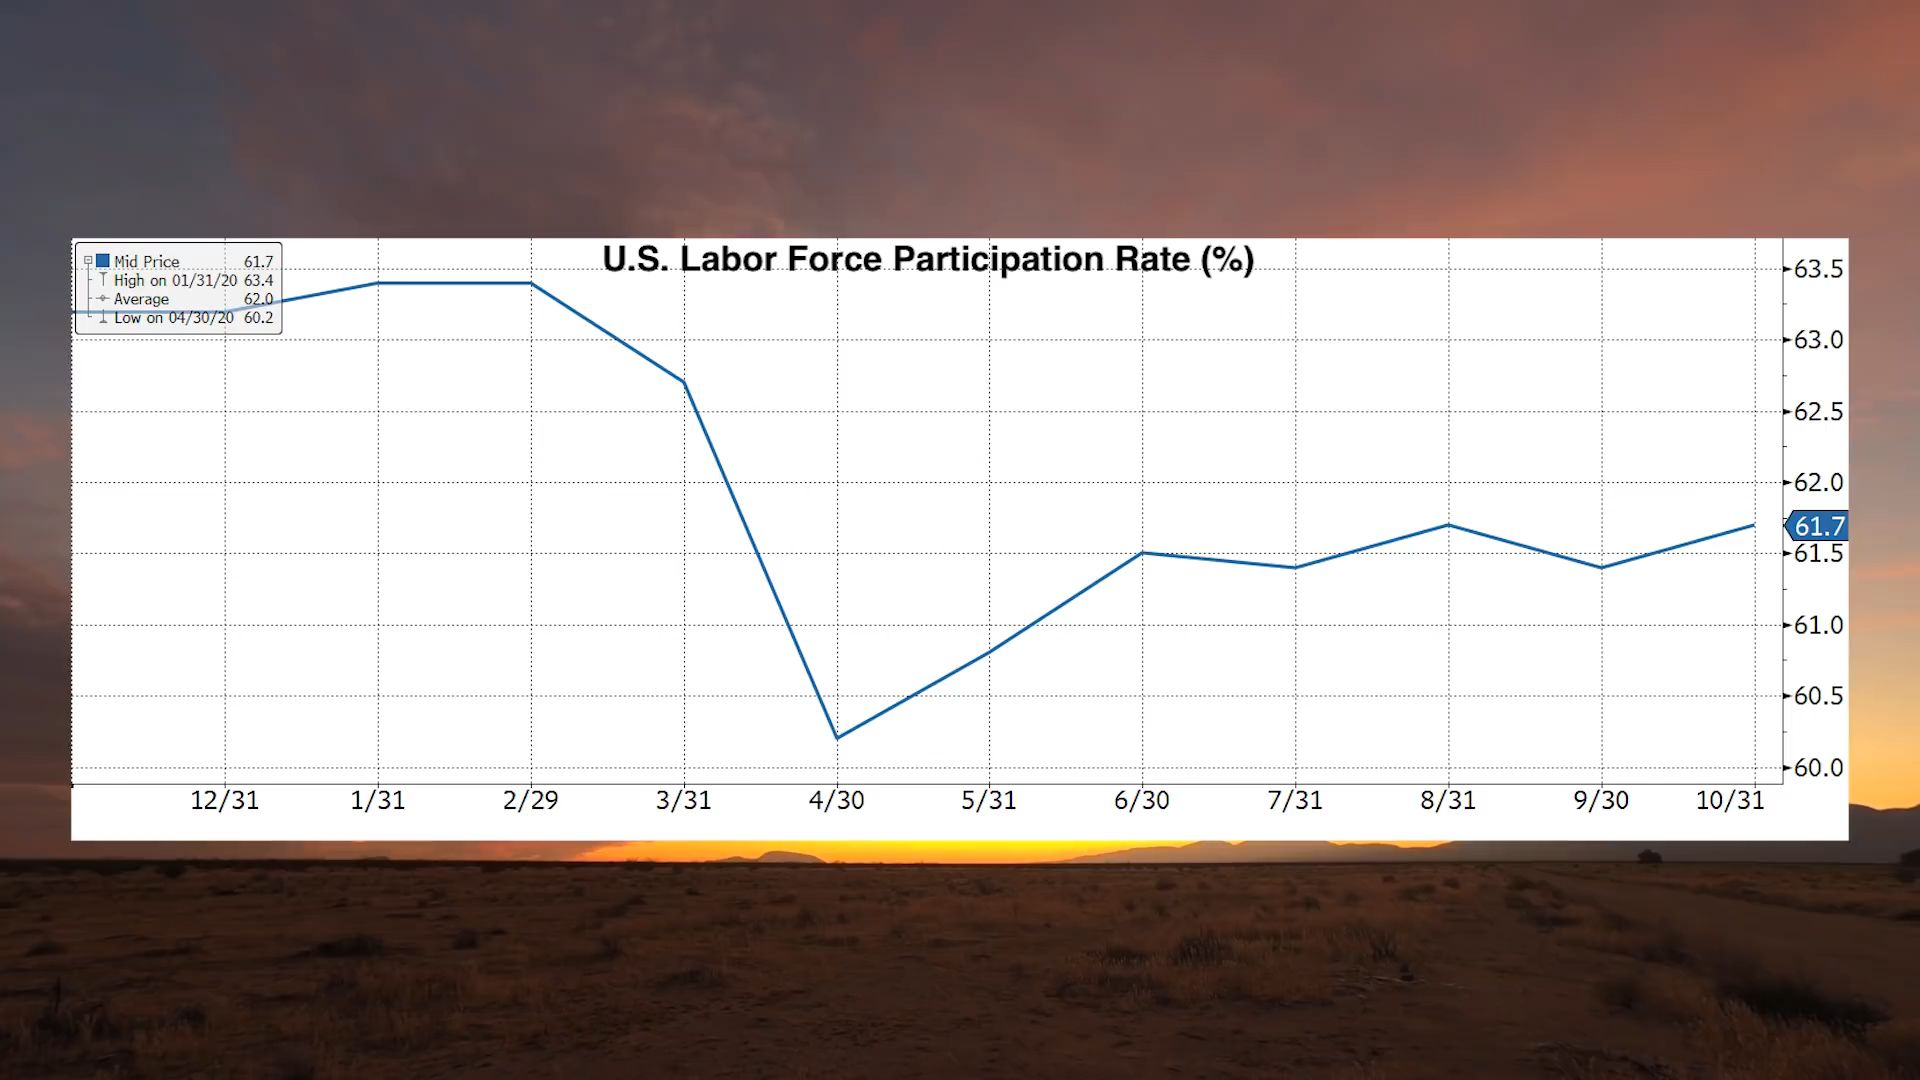 U.S. Labor Force Participation Rate (%)
Mid Price 61.7
High on 01/31/20 63.4
Average 62.0
Low on 04/30/20 60.2
63.5
63.0
62.5
62.0
61.7
61.5
61.0
60.5
60.0
12/31 1/31 2/29 3/31 4/30 5/31 6/30 7/31 8/31 9/30 10/31